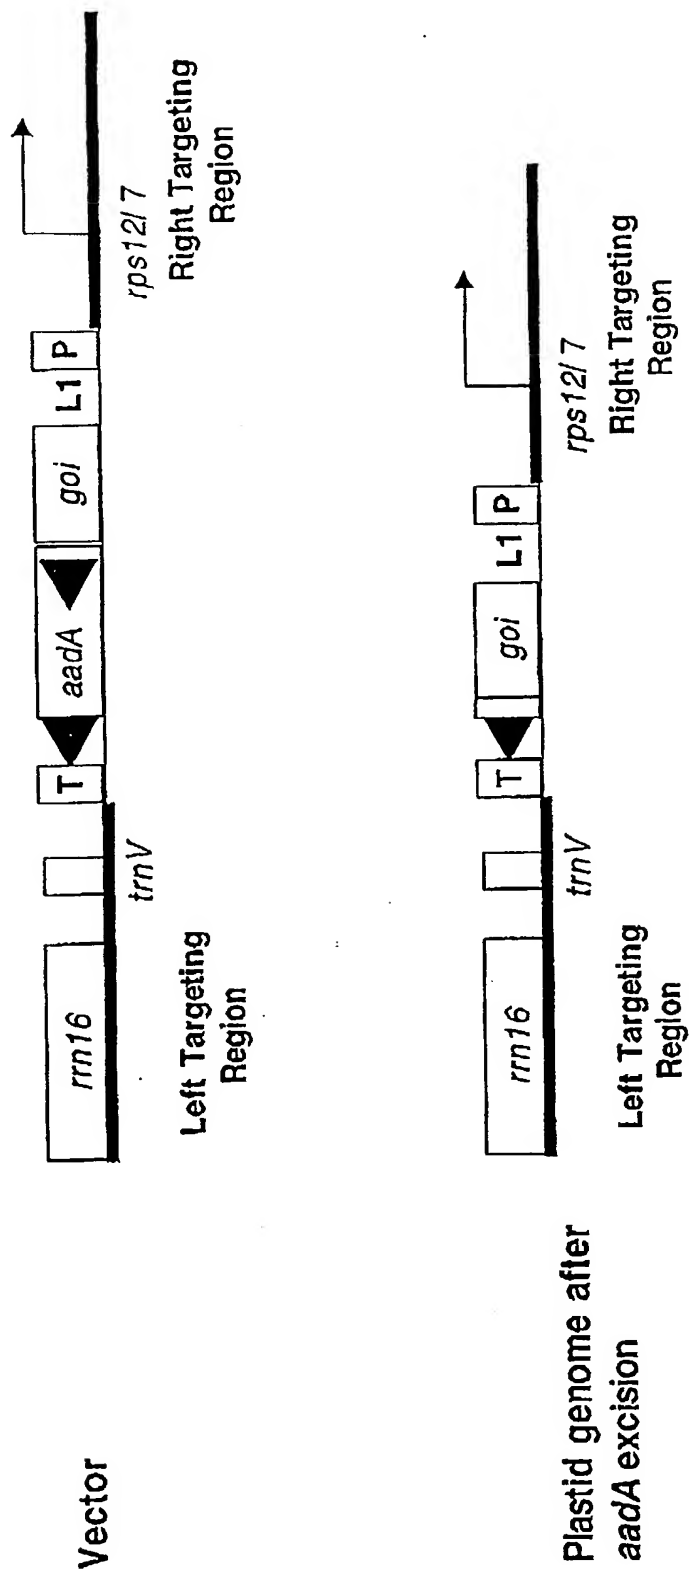 Vector
rrn16
trnV
T
aadA
goi
L1
P
rps12/7
Left Targeting
Region
Right Targeting
Region
Plastid genome after
aadA excision
rrn16
trnV
T
goi
L1
P
rps12/7
Left Targeting
Region
Right Targeting
Region